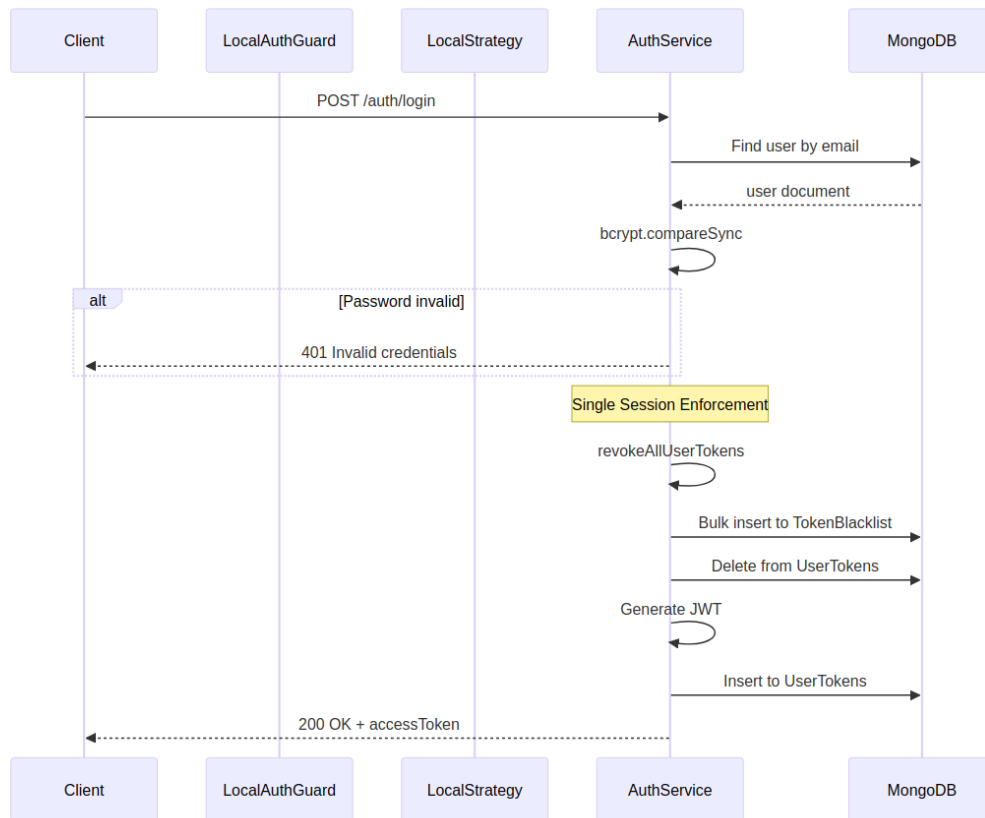 Client
LocalAuthGuard
LocalStrategy
AuthService
MongoDB
POST /auth/login
Find user by email
user document
bcrypt.compareSync
alt
[Password invalid]
401 Invalid credentials
Single Session Enforcement
revokeAllUserTokens
Bulk insert to TokenBlacklist
Delete from UserTokens
Generate JWT
Insert to UserTokens
200 OK + accessToken
Client
LocalAuthGuard
LocalStrategy
AuthService
MongoDB